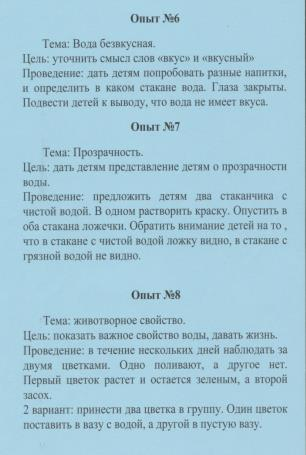 Опыт №6
Тема: Вода безвкусная.
Цель: уточнить смысл слов «вкус» и «вкусный»
Проведение: дать детям попробовать разные напитки,
и определить в каком стакане вода. Глаза закрыты.
Подвести детей к выводу, что вода не имеет вкуса.
Опыт №7
Тема: Прозрачность.
Цель: дать детям представление детям о прозрачности
воды.
Проведение: предложить детям два стаканчика с
чистой водой. В одном растворить краску. Опустить в
оба стакана ложечки. Обратить внимание детей на то ,
что в стакане с чистой водой ложку видно, в стакане с
грязной водой не видно.
Опыт №8
Тема: животворное свойство.
Цель: показать важное свойство воды, давать жизнь.
Проведение: в течение нескольких дней наблюдать за
двумя цветками. Одно поливают, а другое нет.
Первый цветок растет и остается зеленым, а второй
засох.
2 вариант: принести два цветка в группу. Один цветок
поставить в вазу с водой, а другой в пустую вазу.